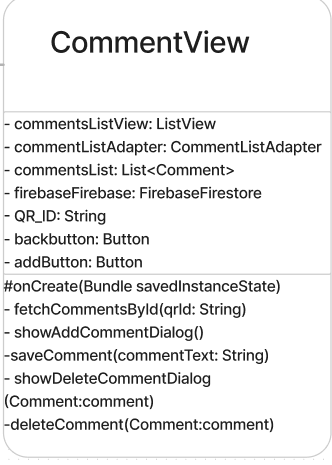 CommentView
- commentsListView: ListView
- commentListAdapter: CommentListAdapter
- commentsList: List<Comment>
- firebaseFirebase: FirebaseFirestore
- QR_ID: String
- backbutton: Button
- addButton: Button
#onCreate(Bundle savedInstanceState)
- fetchCommentsById(qrId: String)
- showAddCommentDialog()
-saveComment(commentText: String)
- showDeleteCommentDialog
(Comment:comment)
-deleteComment(Comment:comment)